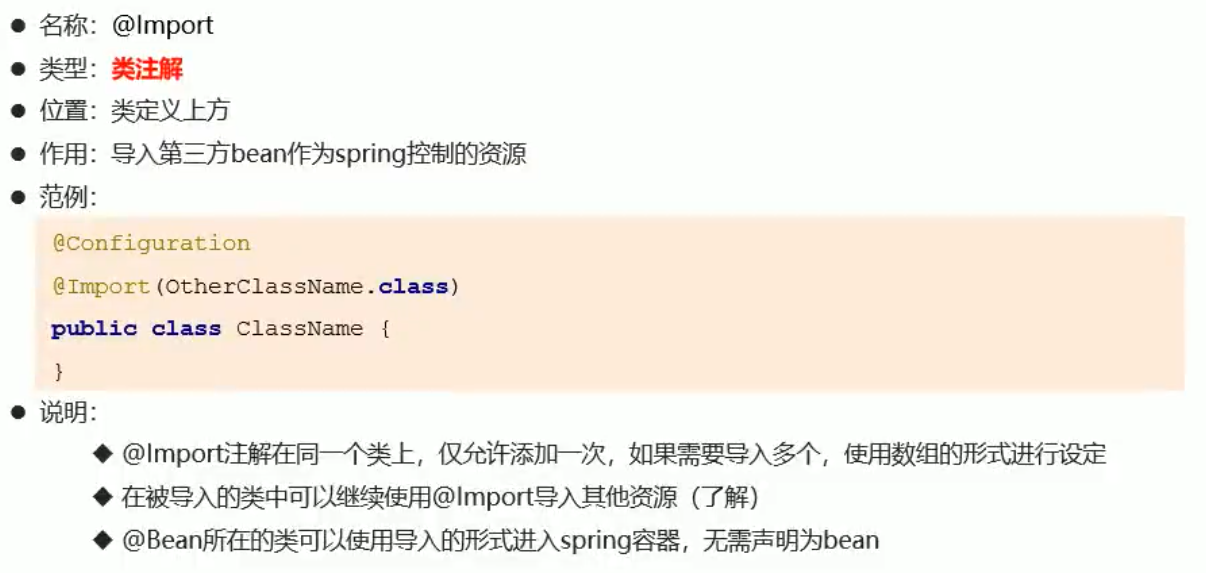 ● 名称：@Import
● 类型：类注解
● 位置：类定义上方
● 作用：导入第三方bean作为spring控制的资源
● 范例：
@Configuration
@Import(OtherClassName.class)
public class ClassName {
}
● 说明：
◆ @Import注解在同一个类上，仅允许添加一次，如果需要导入多个，使用数组的形式进行设定
◆ 在被导入的类中可以继续使用@Import导入其他资源（了解）
◆ @Bean所在的类可以使用导入的形式进入spring容器，无需声明为bean